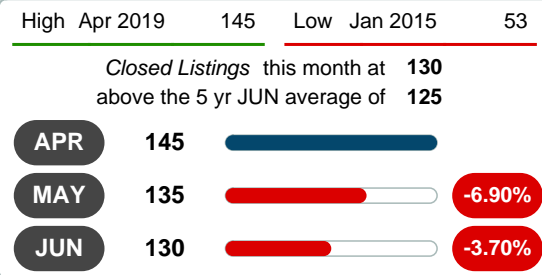 High Apr 2019 145 Low Jan 2015 53
Closed Listings this month at 130
above the 5 yr JUN average of 125
APR 145
MAY 135 -6.90%
JUN 130 -3.70%